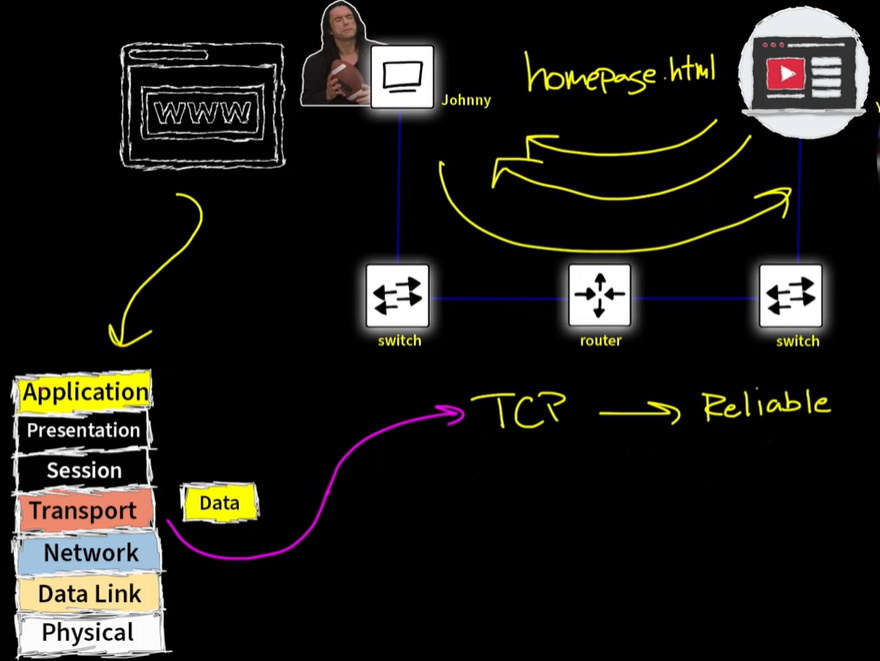 WWW
Johnny
homepage.html
switch
router
switch
Application
Presentation
Session
Transport
Network
Data Link
Physical
Data
TCP → Reliable